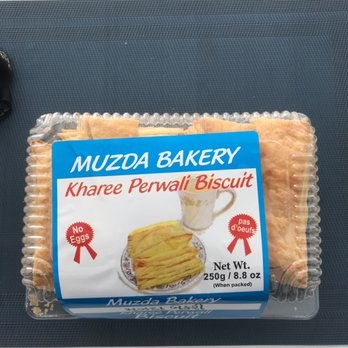 MUZDA BAKERY
Kharee Perwali Biscuit
No
Eggs
pas
d'oeufs
Net Wt.
250g / 8.8 oz
(When packed)
Muzda Bakery
Biscuit